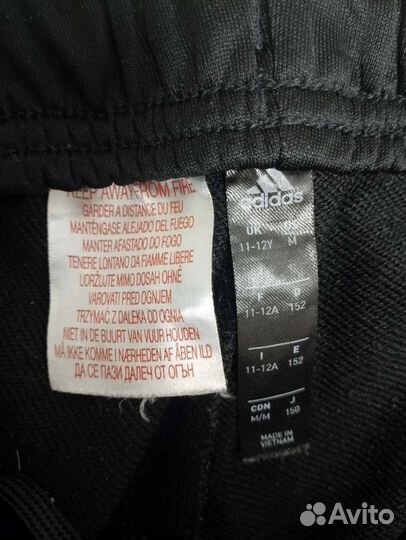 KEEP AWAY FROM FIRE
GARDER A DISTANCE DU FEU
MANTÉNGASE ALEJADO DEL FUEGO
MANTER AFASTADO DO FOGO
TENERE LONTANO DA FIAMME LIBERE
UDRŽUJTE MIMO DOSAH OHNĚ
VAROVATI PRED OGNJEM
TRZYMAĆ Z DALEKA OD OGNIA
NIET IN DE BUURT VAN VUUR HOUDEN
MÅ IKKE KOMME I NÆRHEDEN AF ÅBEN ILD
ДА СЕ ПАЗИ ДАЛЕЧ ОТ ОГЪН
adidas
UK
11-12Y M
F D
11-12A 152
I E
11-12A 152
CDN J
M/M 150
MADE IN
VIETNAM
Avito